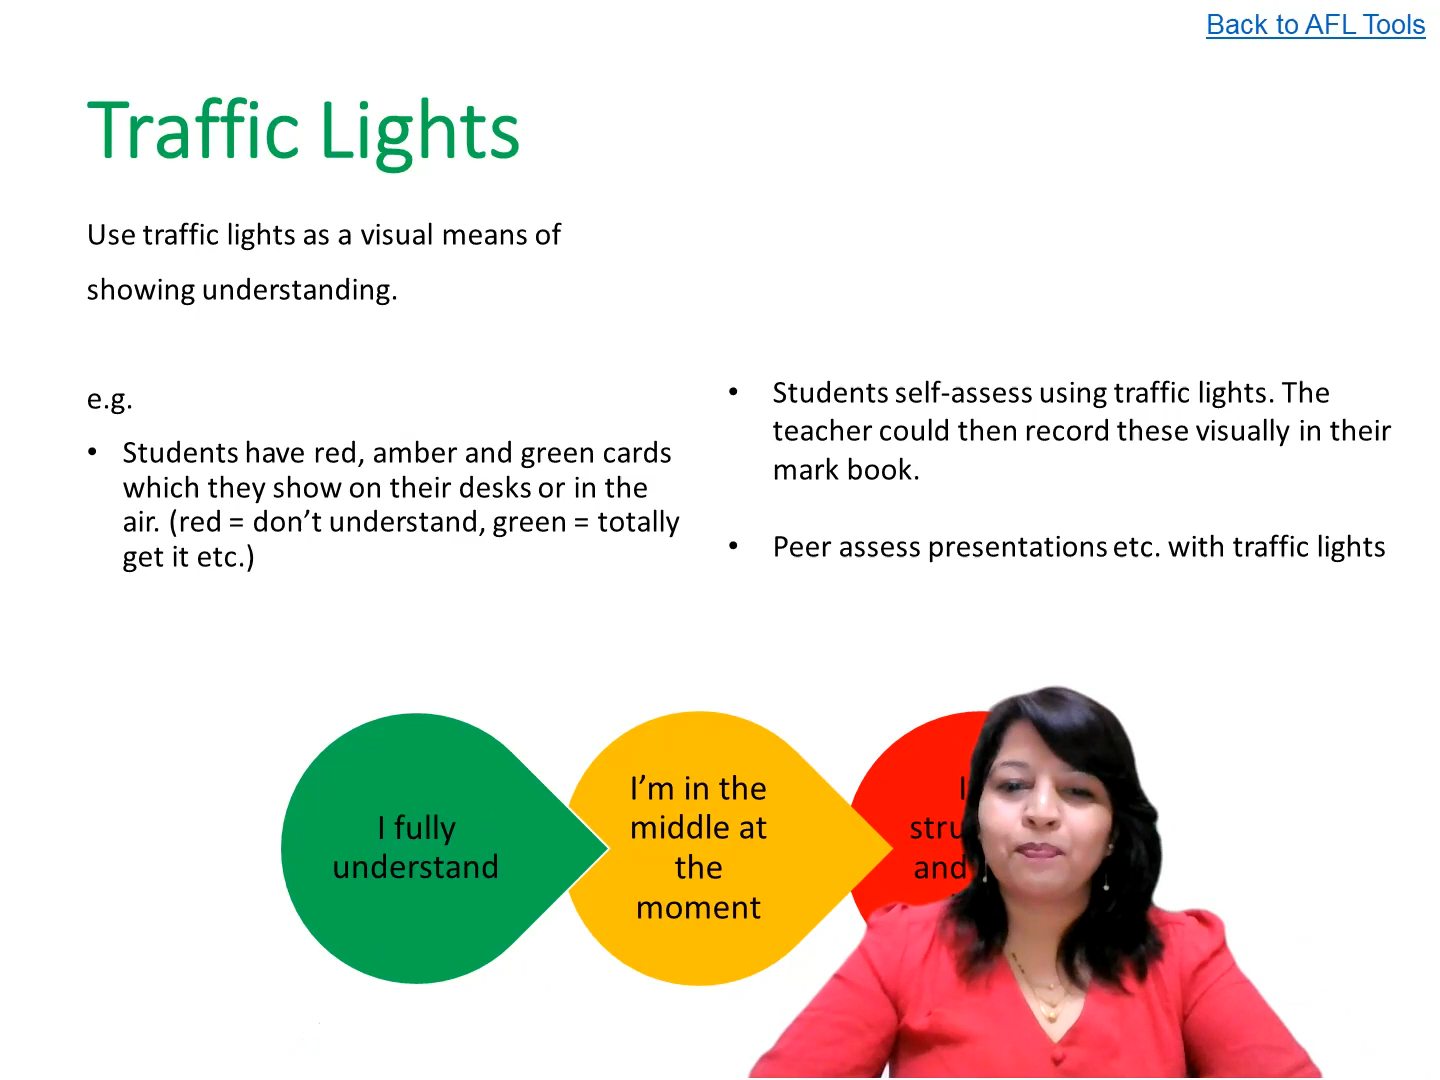 Back to AFL Tools
Traffic Lights
Use traffic lights as a visual means of
showing understanding.
e.g.
• Students have red, amber and green cards
which they show on their desks or in the
air. (red = don’t understand, green = totally
get it etc.)
• Students self-assess using traffic lights. The
teacher could then record these visually in their
mark book.
• Peer assess presentations etc. with traffic lights
I fully
understand
I’m in the
middle at
the
moment
I
and